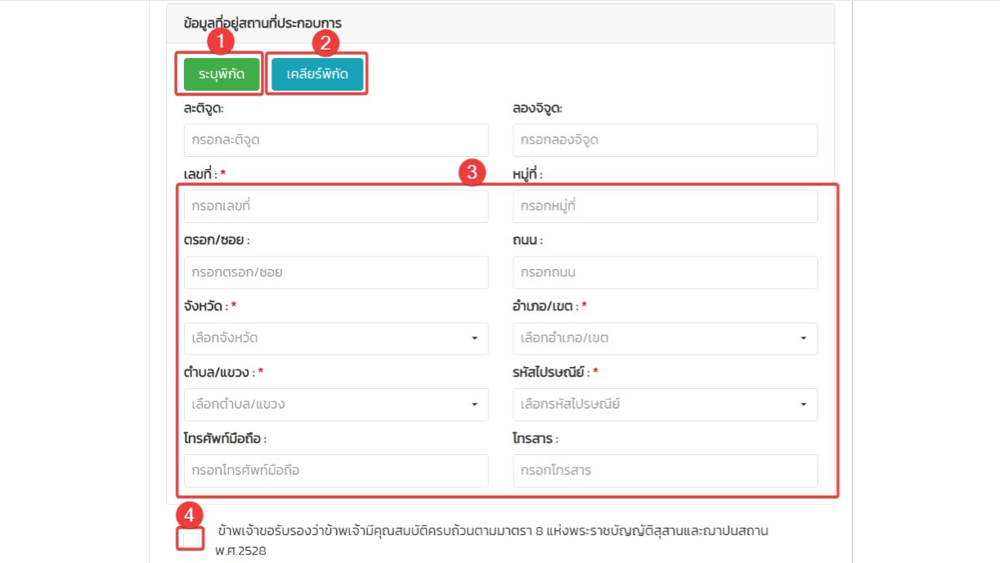 ข้อมูลที่อยู่สถานที่ประกอบการ
1 2
ระบุพิกัด เคลียร์พิกัด
ละติจูด: ลองจิจูด:
กรอกละติจูด กรอกลองจิจูด
เลขที่ : * 3 หมู่ที่ :
กรอกเลขที่ กรอกหมู่ที่
ตรอก/ซอย : ถนน :
กรอกตรอก/ซอย กรอกถนน
จังหวัด : * อำเภอ/เขต : *
เลือกจังหวัด เลือกอำเภอ/เขต
ตำบล/แขวง : * รหัสไปรษณีย์ : *
เลือกตำบล/แขวง เลือกรหัสไปรษณีย์
โทรศัพท์มือถือ : โทรสาร :
กรอกโทรศัพท์มือถือ กรอกโทรสาร
4
ข้าพเจ้าขอรับรองว่าข้าพเจ้ามีคุณสมบัติครบถ้วนตามมาตรา 8 แห่งพระราชบัญญัติสุสานและฌาปนสถาน
พ.ศ.2528